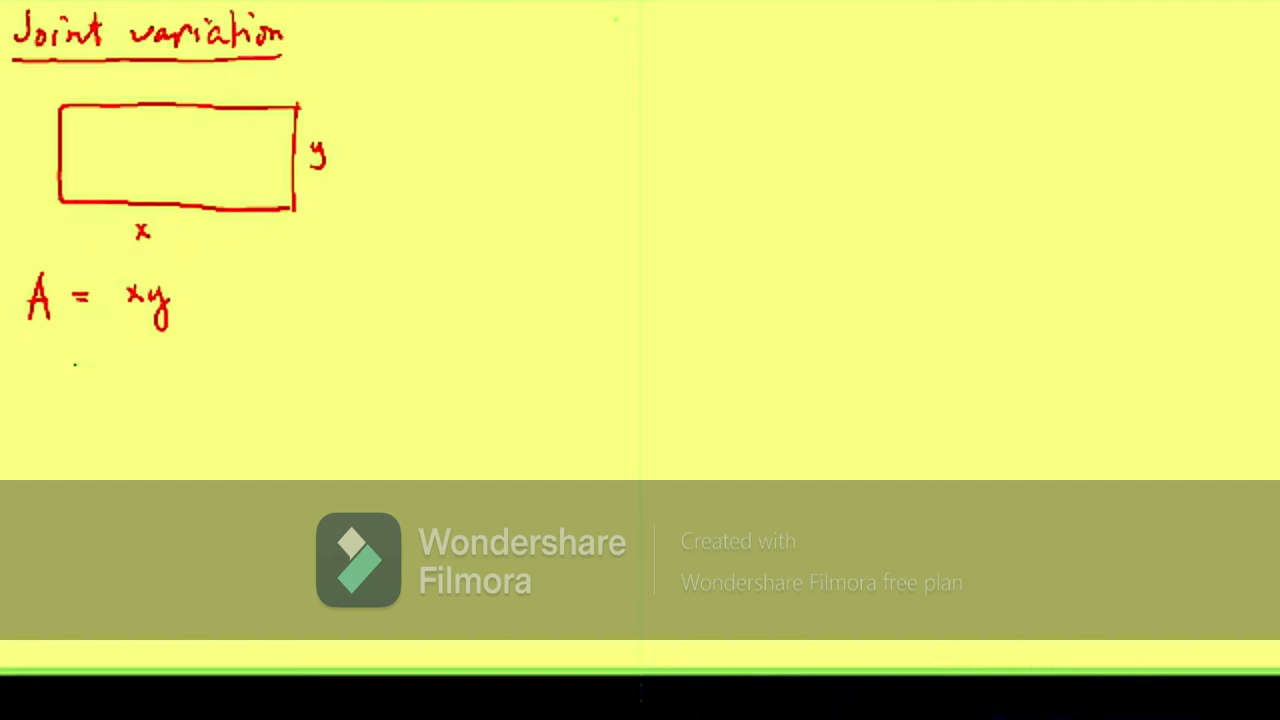 Joint variation
y
x
A = xy
Wondershare
Filmora
Created with
Wondershare Filmora free plan